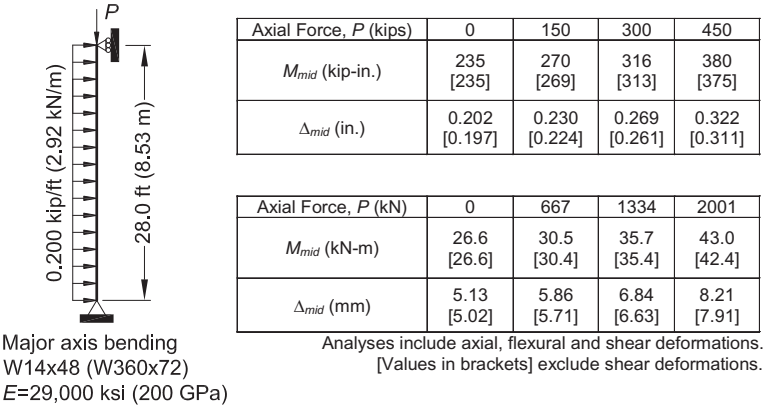 P
0.200 kip/ft (2.92 kN/m)
28.0 ft (8.53 m)
Major axis bending
W14x48 (W360x72)
E=29,000 ksi (200 GPa)
Axial Force, P (kips) 0 150 300 450
M_mid (kip-in.) 235 270 316 380
[235] [269] [313] [375]
Δ_mid (in.) 0.202 0.230 0.269 0.322
[0.197] [0.224] [0.261] [0.311]
Axial Force, P (kN) 0 667 1334 2001
M_mid (kN-m) 26.6 30.5 35.7 43.0
[26.6] [30.4] [35.4] [42.4]
Δ_mid (mm) 5.13 5.86 6.84 8.21
[5.02] [5.71] [6.63] [7.91]
Analyses include axial, flexural and shear deformations.
[Values in brackets] exclude shear deformations.